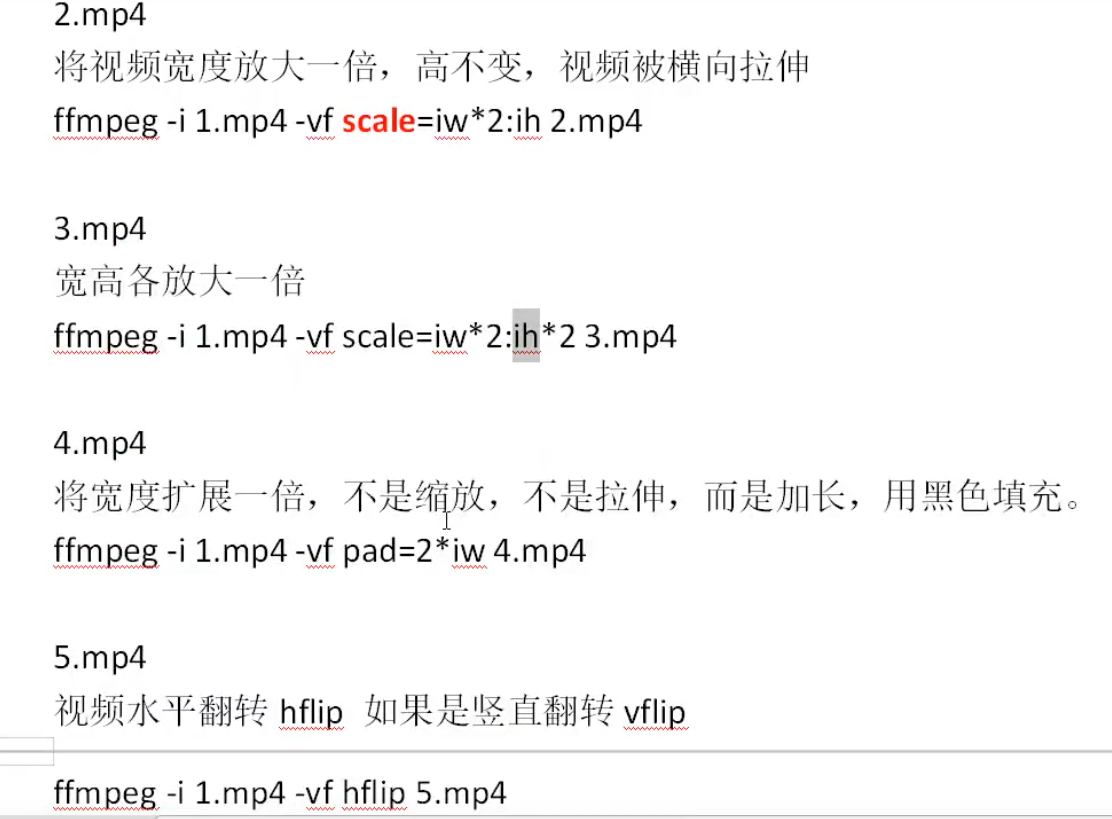 2.mp4
将视频宽度放大一倍，高不变，视频被横向拉伸
ffmpeg -i 1.mp4 -vf scale=iw*2:ih 2.mp4
3.mp4
宽高各放大一倍
ffmpeg -i 1.mp4 -vf scale=iw*2:ih*2 3.mp4
4.mp4
将宽度扩展一倍，不是缩放，不是拉伸，而是加长，用黑色填充。
ffmpeg -i 1.mp4 -vf pad=2*iw 4.mp4
5.mp4
视频水平翻转 hflip 如果是竖直翻转 vflip
ffmpeg -i 1.mp4 -vf hflip 5.mp4